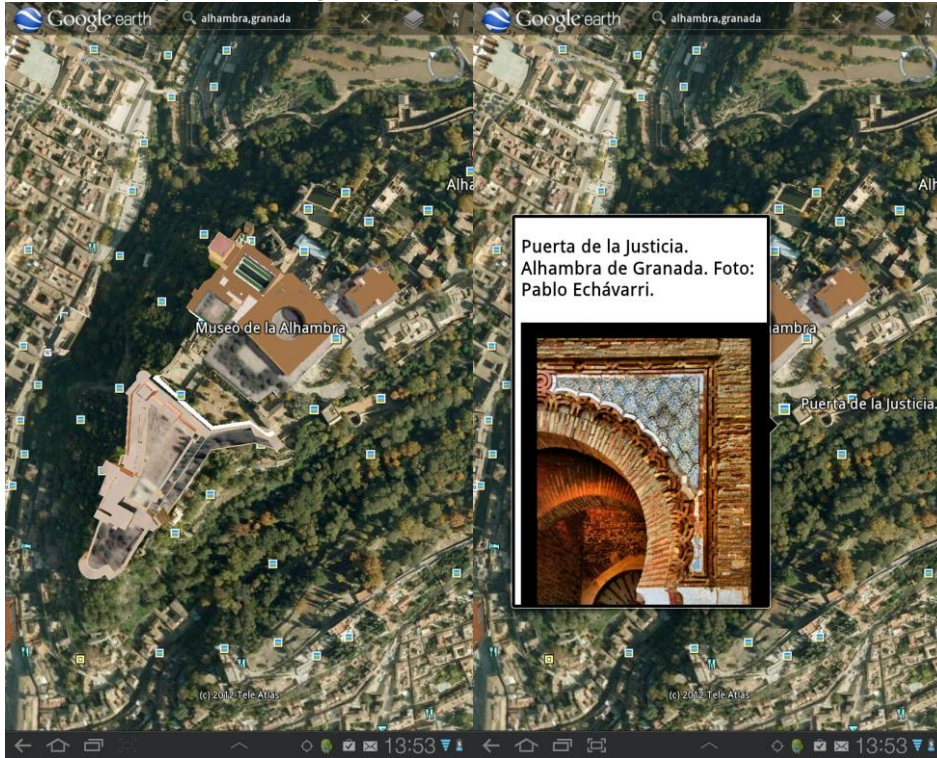 Google earth
alhambra,granada
N
Alha
Museo de la Alhambra
(c) 2012 Tele Atlas
13:53
Google earth
alhambra,granada
N
Alh
Puerta de la Justicia.
Alhambra de Granada. Foto:
Pablo Echávarri.
ambra
Puerta de la Justicia.
(c) 2012 Tele Atlas
13:53